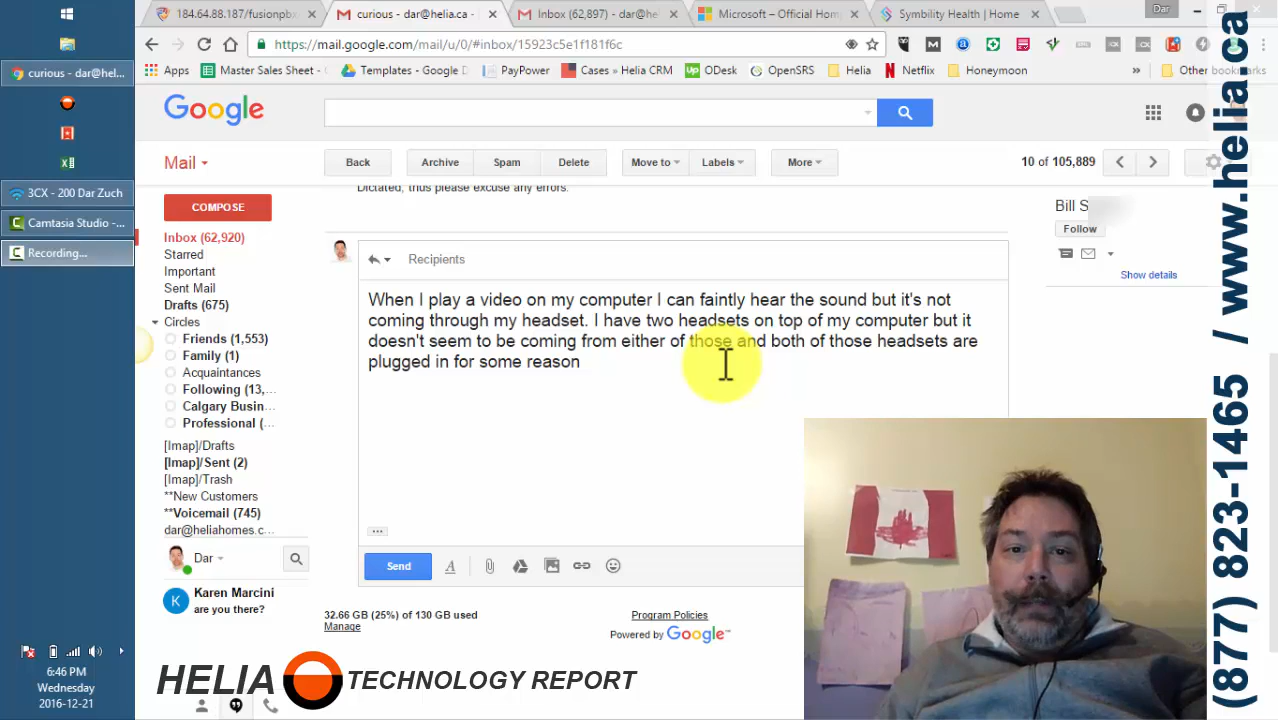 184.64.88.187/fusionpb
curious - dar@helia.ca -
Inbox (62,897) - dar@he
Microsoft – Official Hom
Symbility Health | Home
Dar
https://mail.google.com/mail/u/0/#inbox/15923c5e1f181f6c
Apps
Master Sales Sheet - G
Templates - Google D
PayPower
Cases » Helia CRM
ODesk
OpenSRS
Helia
Netflix
Honeymoon
Other bookmarks
Google
Mail
Back
Archive
Spam
Delete
Move to
Labels
More
10 of 105,889
COMPOSE
Inbox (62,920)
Starred
Important
Sent Mail
Drafts (675)
Circles
Friends (1,553)
Family (1)
Acquaintances
Following (13,...
Calgary Busin...
Professional (...
[Imap]/Drafts
[Imap]/Sent (2)
[Imap]/Trash
**New Customers
**Voicemail (745)
dar@heliahomes.c...
Dar
Karen Marcini
are you there?
Dictated, thus please excuse any errors.
Recipients
When I play a video on my computer I can faintly hear the sound but it's not
coming through my headset. I have two headsets on top of my computer but it
doesn't seem to be coming from either of those and both of those headsets are
plugged in for some reason
Send
32.66 GB (25%) of 130 GB used
Manage
Program Policies
Powered by Google™
Bill S
Follow
Show details
curious - dar@hel...
3CX - 200 Dar Zuch
Camtasia Studio - ...
Recording...
6:46 PM
Wednesday
2016-12-21
HELIA TECHNOLOGY REPORT
(877) 823-1465 / www.helia.ca